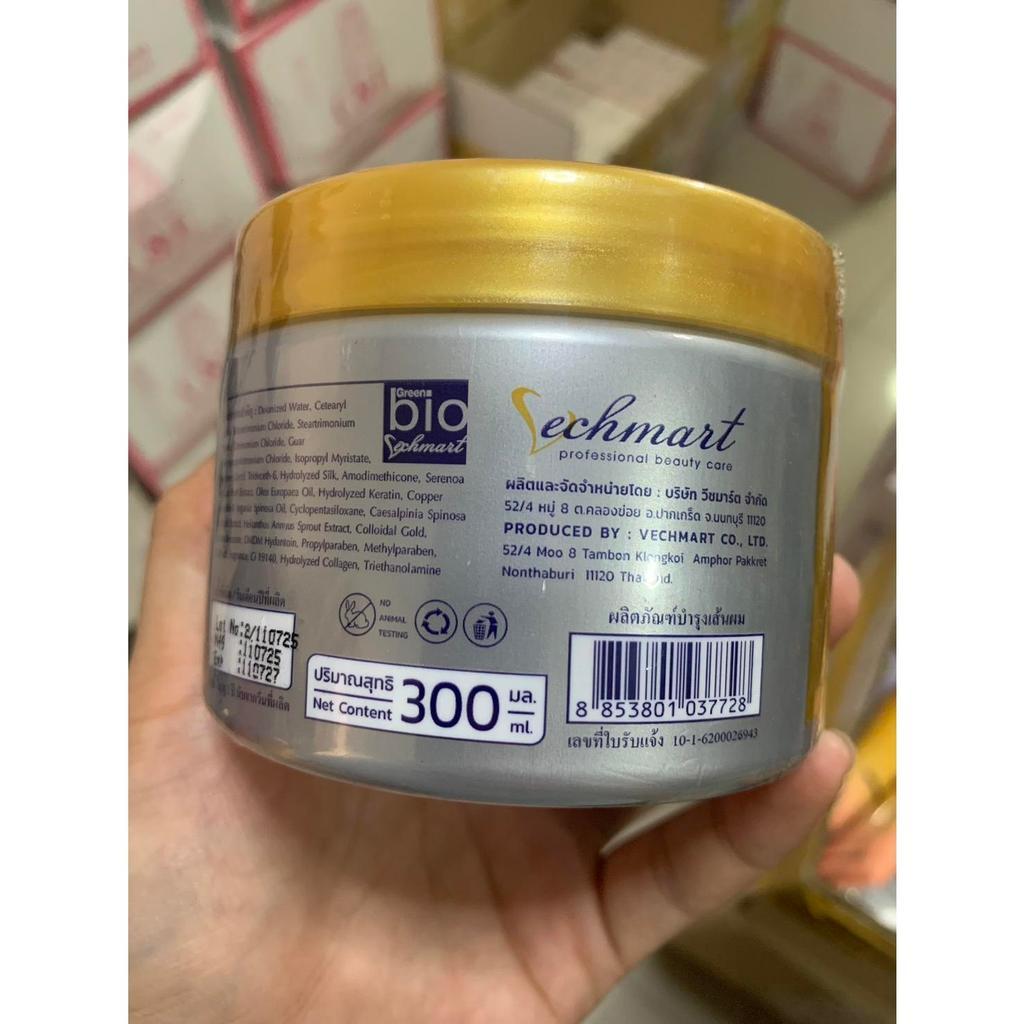 : De-ionized Water, Cetearyl
Chloride, Steartrimonium
Chloride, Guar
Chloride, Isopropyl Myristate,
Trideceth-6, Hydrolyzed Silk, Amodimethicone, Serenoa
Extract, Olea Europaea Oil, Hydrolyzed Keratin, Copper
Spinosa Oil, Cyclopentasiloxane, Caesalpinia Spinosa
Helianthus Annyus Sprout Extract, Colloidal Gold,
DMDM Hydantoin, Propylparaben, Methylparaben,
CI 19140, Hydrolyzed Collagen, Triethanolamine
Green
bio
Vechmart
Vechmart
professional beauty care
ผลิตและจัดจำหน่ายโดย : บริษัท วีชมาร์ต จำกัด
52/4 หมู่ 8 ต.คลองข่อย อ.ปากเกร็ด จ.นนทบุรี 11120
PRODUCED BY : VECHMART CO., LTD.
52/4 Moo 8 Tambon Klongkoi Amphor Pakkret
Nonthaburi 11120 Thailand.
NO
ANIMAL
TESTING
Lot No:2/110725
:110725
:110727
ปริมาณสุทธิ
Net Content
300
มล.
ml.
ผลิตภัณฑ์บำรุงเส้นผม
8 853801 037728
เลขที่ใบรับแจ้ง 10-1-6200026943